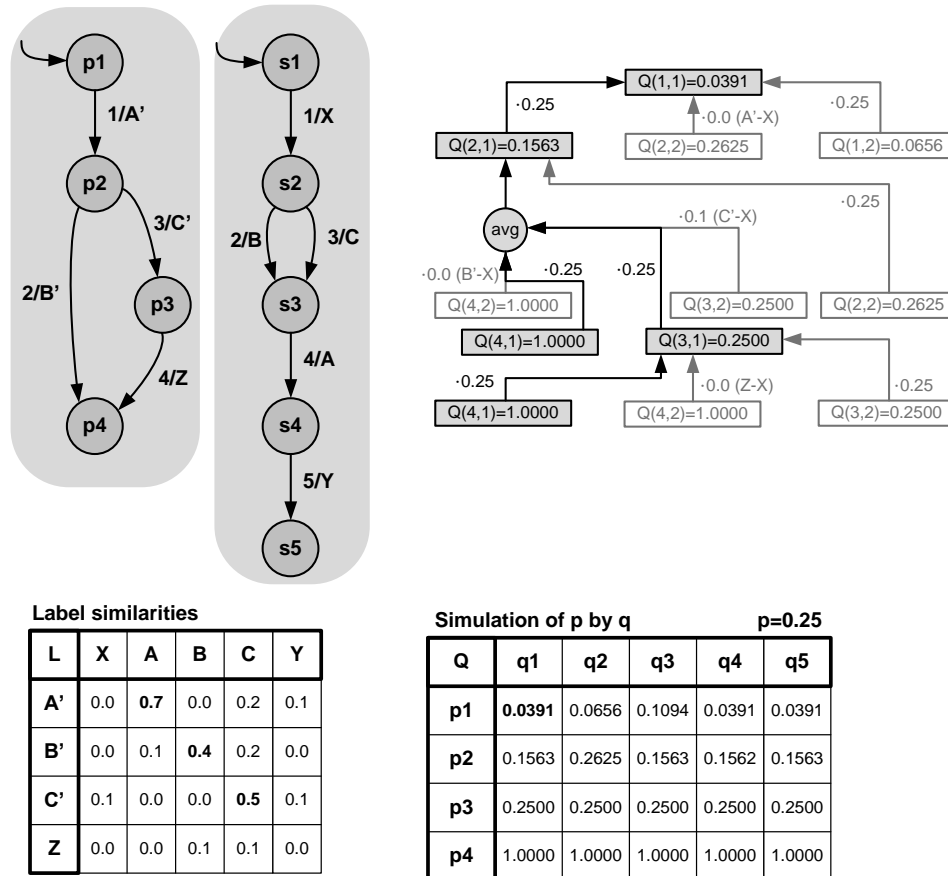 p1
1/A’
p2
3/C’
2/B’
p3
4/Z
p4
s1
1/X
s2
2/B
3/C
s3
4/A
s4
5/Y
s5
Q(1,1)=0.0391
·0.25
·0.0 (A’-X)
·0.25
Q(2,1)=0.1563
Q(2,2)=0.2625
Q(1,2)=0.0656
·0.25
avg
·0.1 (C’-X)
·0.0 (B’-X)
·0.25
·0.25
Q(4,2)=1.0000
Q(3,2)=0.2500
Q(2,2)=0.2625
Q(4,1)=1.0000
Q(3,1)=0.2500
·0.25
·0.0 (Z-X)
·0.25
Q(4,1)=1.0000
Q(4,2)=1.0000
Q(3,2)=0.2500
Label similarities
L X A B C Y
A’ 0.0 0.7 0.0 0.2 0.1
B’ 0.0 0.1 0.4 0.2 0.0
C’ 0.1 0.0 0.0 0.5 0.1
Z 0.0 0.0 0.1 0.1 0.0
Simulation of p by q p=0.25
Q q1 q2 q3 q4 q5
p1 0.0391 0.0656 0.1094 0.0391 0.0391
p2 0.1563 0.2625 0.1563 0.1562 0.1563
p3 0.2500 0.2500 0.2500 0.2500 0.2500
p4 1.0000 1.0000 1.0000 1.0000 1.0000